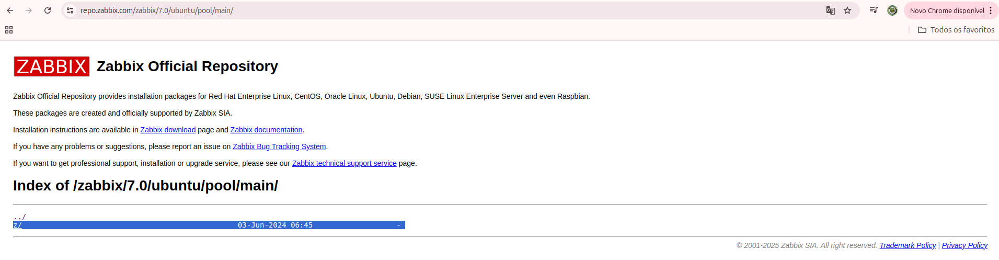 repo.zabbix.com/zabbix/7.0/ubuntu/pool/main/
Novo Chrome disponível
Todos os favoritos
ZABBIX Zabbix Official Repository
Zabbix Official Repository provides installation packages for Red Hat Enterprise Linux, CentOS, Oracle Linux, Ubuntu, Debian, SUSE Linux Enterprise Server and even Raspbian.
These packages are created and officially supported by Zabbix SIA.
Installation instructions are available in Zabbix download page and Zabbix documentation.
If you have any problems or suggestions, please report an issue on Zabbix Bug Tracking System.
If you want to get professional support, installation or upgrade service, please see our Zabbix technical support service page.
Index of /zabbix/7.0/ubuntu/pool/main/
../
z/ 03-Jun-2024 06:45 -
© 2001-2025 Zabbix SIA. All right reserved. Trademark Policy | Privacy Policy